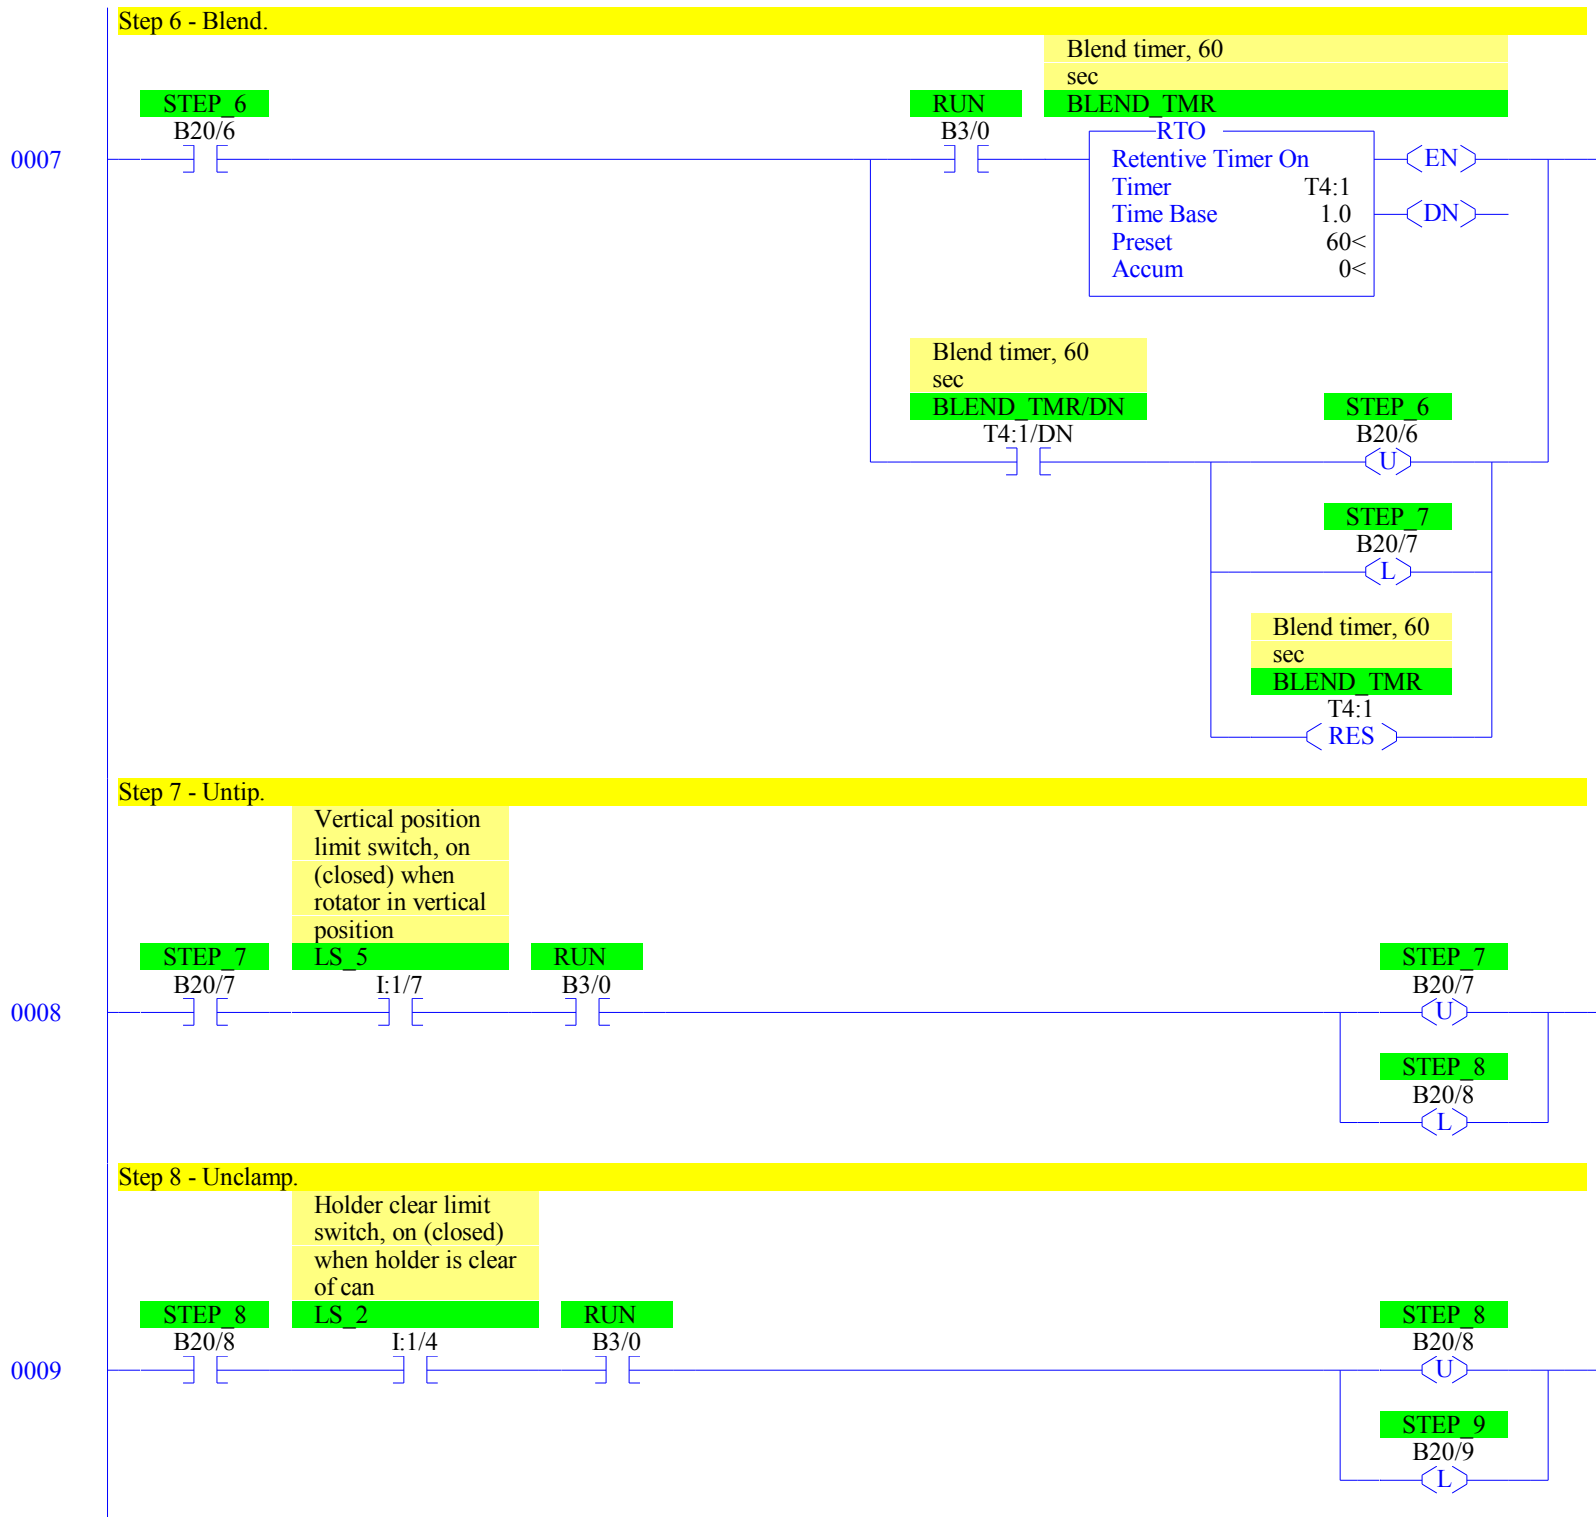 Step 6 - Blend.
Blend timer, 60
sec
STEP_6
RUN
BLEND_TMR
B20/6
B3/0
RTO
0007
Retentive Timer On
EN
Timer T4:1
Time Base 1.0
DN
Preset 60<
Accum 0<
Blend timer, 60
sec
BLEND_TMR/DN
STEP_6
T4:1/DN
B20/6
U
STEP_7
B20/7
L
Blend timer, 60
sec
BLEND_TMR
T4:1
RES
Step 7 - Untip.
Vertical position
limit switch, on
(closed) when
rotator in vertical
position
STEP_7
LS_5
RUN
STEP_7
B20/7
I:1/7
B3/0
B20/7
0008
U
STEP_8
B20/8
L
Step 8 - Unclamp.
Holder clear limit
switch, on (closed)
when holder is clear
of can
STEP_8
LS_2
RUN
STEP_8
B20/8
I:1/4
B3/0
B20/8
0009
U
STEP_9
B20/9
L